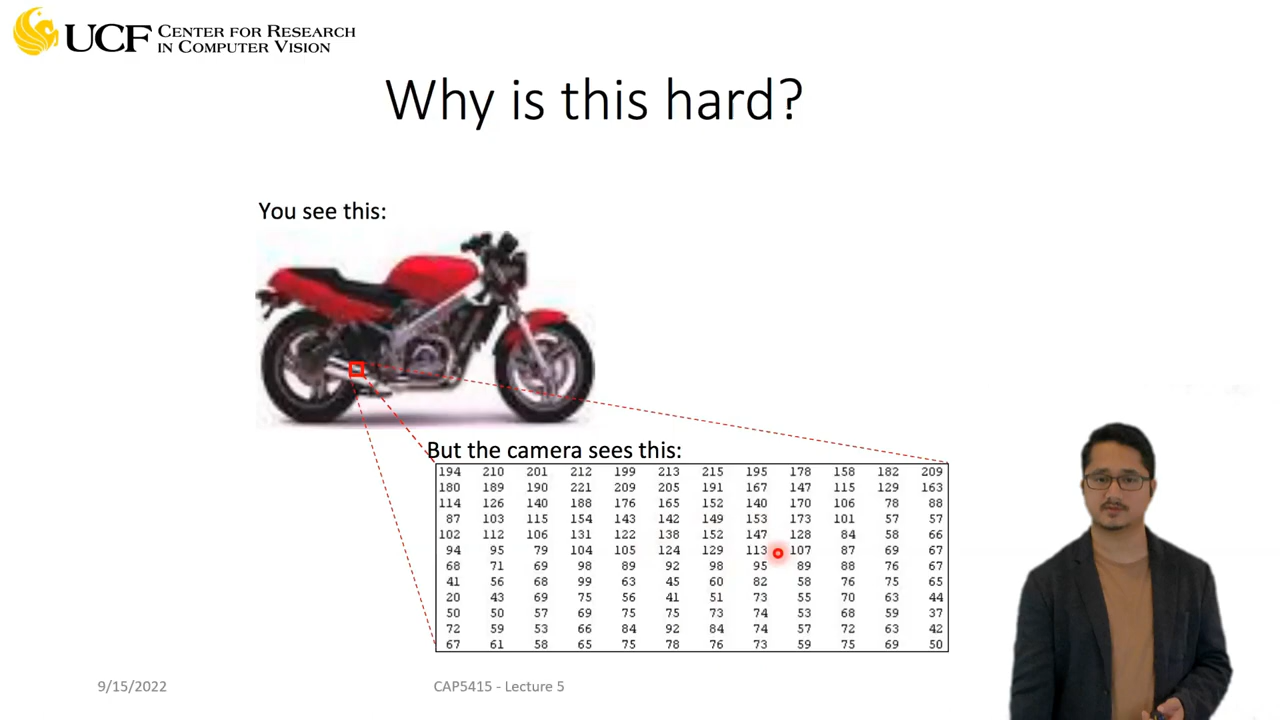 UCF CENTER FOR RESEARCH
IN COMPUTER VISION
Why is this hard?
You see this:
But the camera sees this:
194 210 201 212 199 213 215 195 178 158 182 209
180 189 190 221 209 205 191 167 147 115 129 163
114 126 140 188 176 165 152 140 170 106 78 88
87 103 115 154 143 142 149 153 173 101 57 57
102 112 106 131 122 138 152 147 128 84 58 66
94 95 79 104 105 124 129 113 107 87 69 67
68 71 69 98 89 92 98 95 89 88 76 67
41 56 68 99 63 45 60 82 58 76 75 65
20 43 69 75 56 41 51 73 55 70 63 44
50 50 57 69 75 75 73 74 53 68 59 37
72 59 53 66 84 92 84 74 57 72 63 42
67 61 58 65 75 78 76 73 59 75 69 50
9/15/2022 CAP5415 - Lecture 5